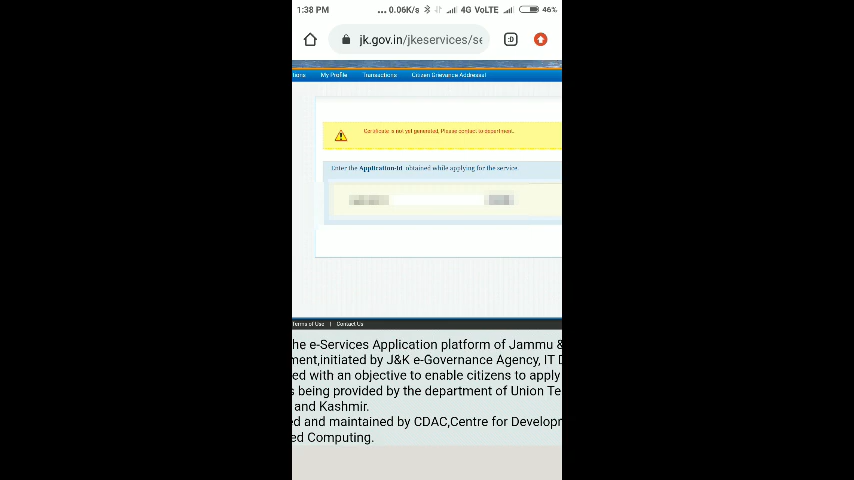 1:38 PM ... 0.06K/s 4G VoLTE 46%
jk.gov.in/jkeservices/se :D
tions My Profile Transactions Citizen Grievance Addressal
Certificate is not yet generated. Please contact to department.
Enter the Application-Id obtained while applying for the service.
Terms of Use | Contact Us
he e-Services Application platform of Jammu &
ment,initiated by J&K e-Governance Agency, IT D
ed with an objective to enable citizens to apply
s being provided by the department of Union Te
and Kashmir.
ed and maintained by CDAC,Centre for Developm
ed Computing.